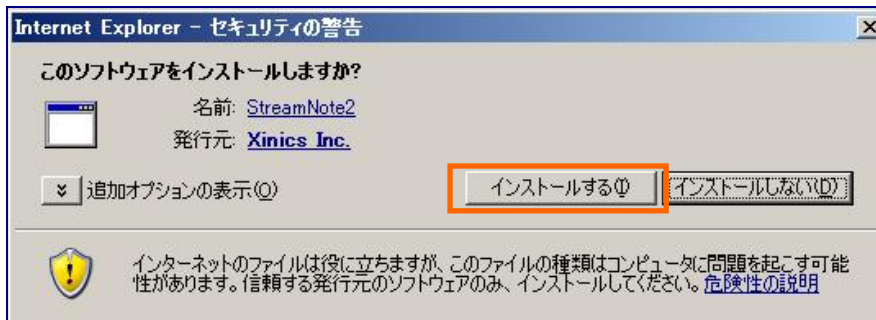 Internet Explorer - セキュリティの警告
このソフトウェアをインストールしますか?
名前: StreamNote2
発行元: Xinics Inc.
追加オプションの表示(O)
インストールする(I)
インストールしない(D)
インターネットのファイルは役に立ちますが、このファイルの種類はコンピュータに問題を起こす可能
性があります。信頼する発行元のソフトウェアのみ、インストールしてください。危険性の説明